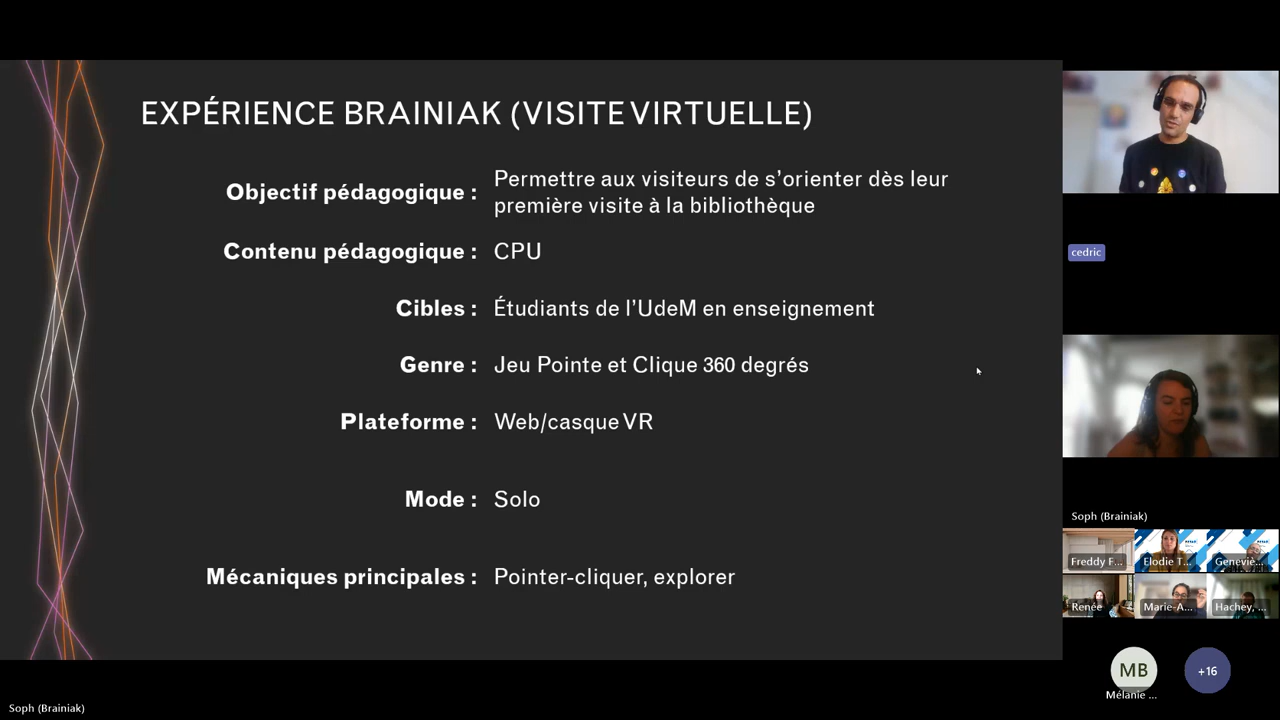 EXPÉRIENCE BRAINIAK (VISITE VIRTUELLE)
Objectif pédagogique : Permettre aux visiteurs de s’orienter dès leur
première visite à la bibliothèque
Contenu pédagogique : CPU
Cibles : Étudiants de l’UdeM en enseignement
Genre : Jeu Pointe et Clique 360 degrés
Plateforme : Web/casque VR
Mode : Solo
Mécaniques principales : Pointer-cliquer, explorer
cedric
Soph (Brainiak)
Freddy F...
Elodie T...
Geneviè...
Renée
Marie-A...
Hachey, ...
MB
+16
Mélanie ...
Soph (Brainiak)